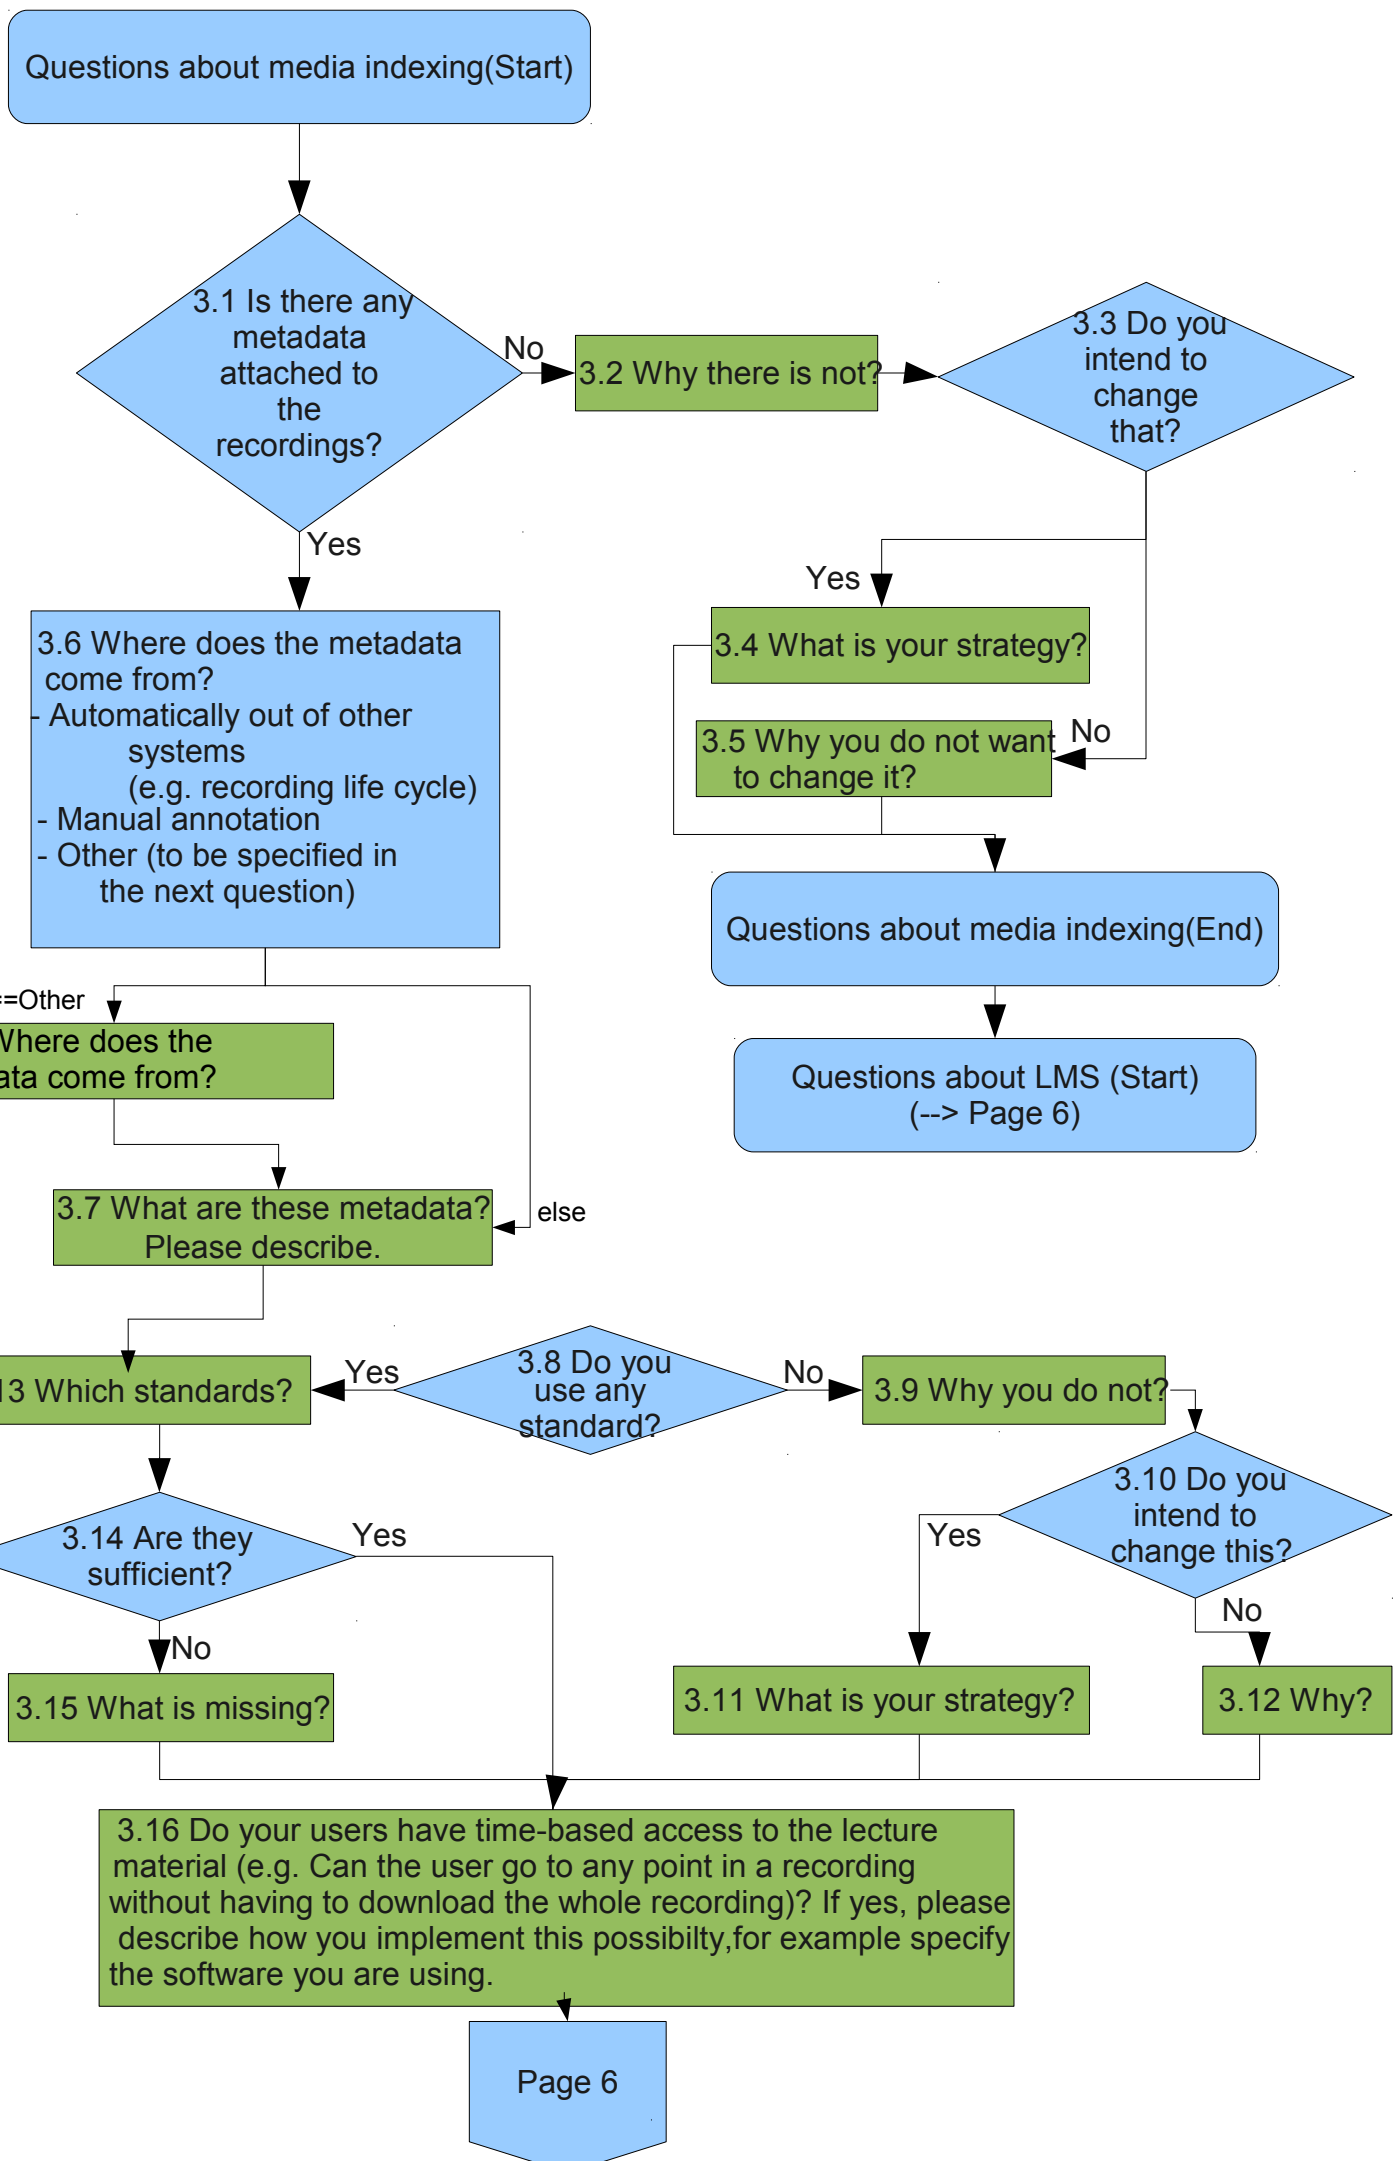 Questions about media indexing(Start)
3.1 Is there any
metadata
attached to
the
recordings?
No
3.2 Why there is not?
3.3 Do you
intend to
change
that?
Yes
Yes
3.4 What is your strategy?
3.5 Why you do not want
to change it?
No
3.6 Where does the metadata
come from?
- Automatically out of other
systems
(e.g. recording life cycle)
- Manual annotation
- Other (to be specified in
the next question)
Questions about media indexing(End)
Questions about LMS (Start)
(--> Page 6)
==Other
Where does the
ata come from?
3.7 What are these metadata?
Please describe.
else
13 Which standards?
Yes
3.8 Do you
use any
standard?
No
3.9 Why you do not?
3.10 Do you
intend to
change this?
Yes
No
3.14 Are they
sufficient?
Yes
No
3.15 What is missing?
3.11 What is your strategy?
3.12 Why?
3.16 Do your users have time-based access to the lecture
material (e.g. Can the user go to any point in a recording
without having to download the whole recording)? If yes, please
describe how you implement this possibilty,for example specify
the software you are using.
Page 6